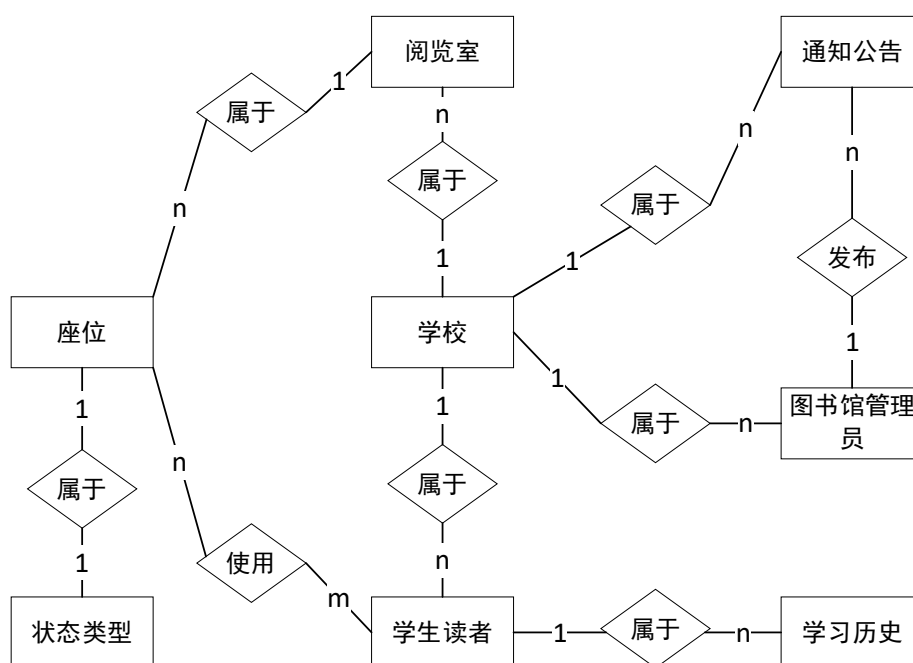 阅览室
通知公告
1
属于
n
n
n
属于
属于
n
1
1
发布
座位
学校
1
1
1
1
图书馆管理
员
属于
n
n
属于
属于
1
使用
n
m
状态类型
学生读者
1
属于
n
学习历史